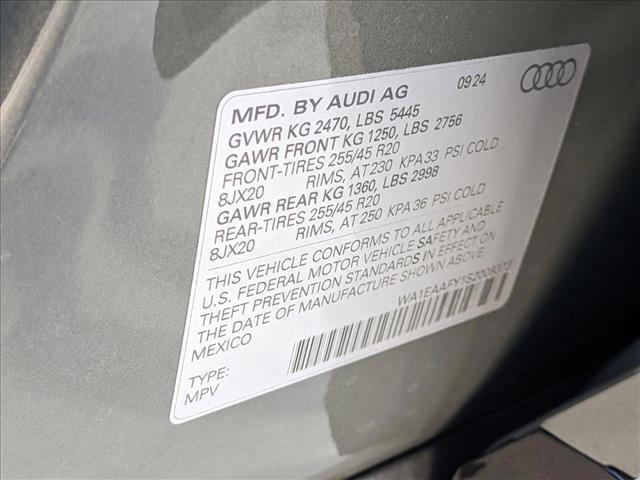 MFD. BY AUDI AG 0924
GVWR KG 2470, LBS 5445
GAWR FRONT KG 1250, LBS 2756
FRONT-TIRES 255/45 R20
8JX20 RIMS, AT 230 KPA 33 PSI COLD
GAWR REAR KG 1360, LBS 2998
REAR-TIRES 255/45 R20
8JX20 RIMS, AT 250 KPA 36 PSI COLD
THIS VEHICLE CONFORMS TO ALL APPLICABLE
U.S. FEDERAL MOTOR VEHICLE SAFETY AND
THEFT PREVENTION STANDARDS IN EFFECT ON
THE DATE OF MANUFACTURE SHOWN ABOVE
MEXICO
WA1EAAFY1S2009373
TYPE:
MPV